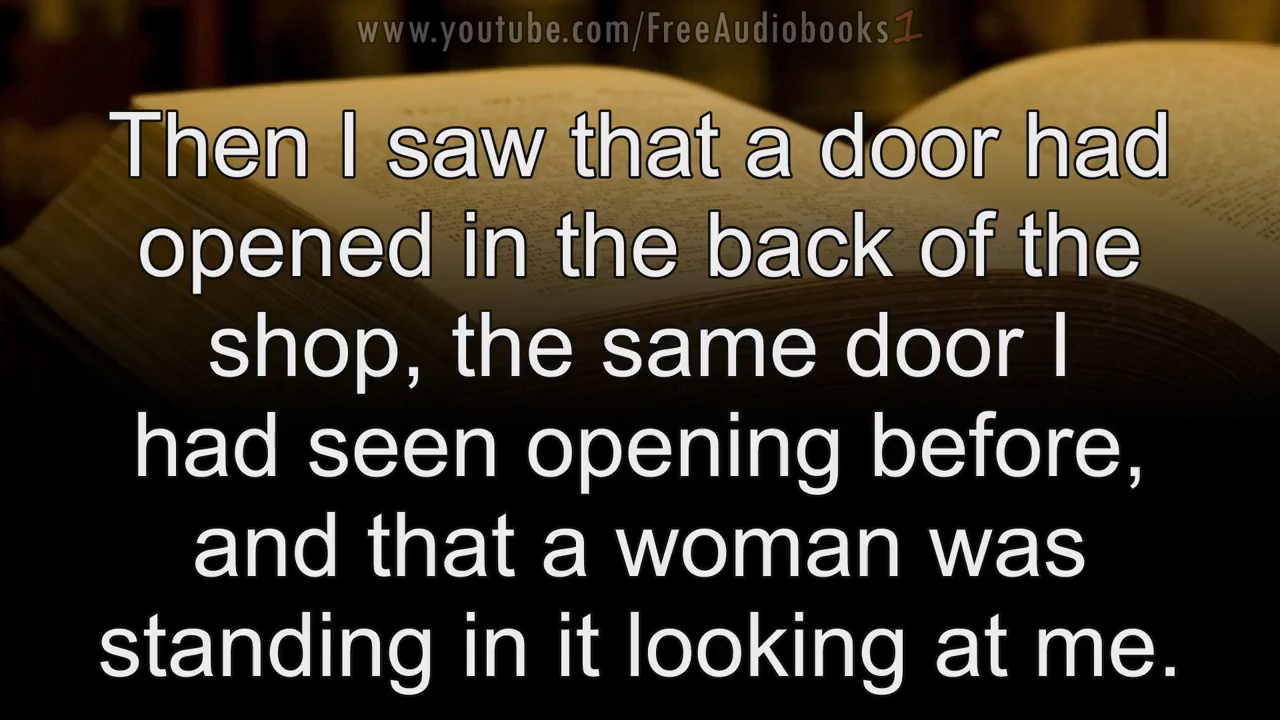 www.youtube.com/FreeAudiobooks1
Then I saw that a door had
opened in the back of the
shop, the same door I
had seen opening before,
and that a woman was
standing in it looking at me.